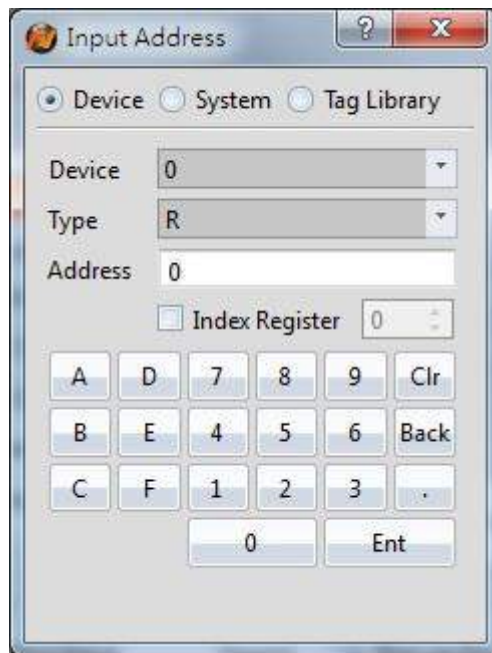 Input Address ?
Device System Tag Library
Device 0
Type R
Address 0
Index Register 0
A D 7 8 9 Clr
B E 4 5 6 Back
C F 1 2 3 .
0 Ent